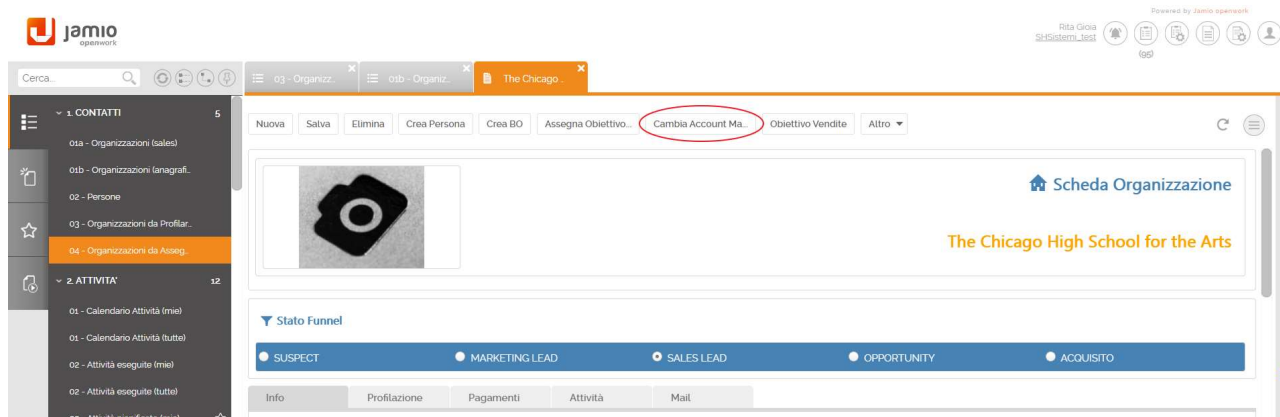 Powered by Jamio openwork
jamio
openwork
Rita Gioia
SHSistemi_test
(95)
Cerca...
03 - Organizz...
01b - Organiz...
The Chicago ...
1. CONTATTI 5
01a - Organizzazioni (sales)
01b - Organizzazioni (anagrafi...
02 - Persone
03 - Organizzazioni da Profilar...
04 - Organizzazioni da Asseg...
2. ATTIVITA' 12
01 - Calendario Attività (mie)
01 - Calendario Attività (tutte)
02 - Attività eseguite (mie)
02 - Attività eseguite (tutte)
Nuova Salva Elimina Crea Persona Crea BO Assegna Obiettivo... Cambia Account Ma... Obiettivo Vendite Altro
Scheda Organizzazione
The Chicago High School for the Arts
Stato Funnel
SUSPECT MARKETING LEAD SALES LEAD OPPORTUNITY ACQUISITO
Info Profilazione Pagamenti Attività Mail